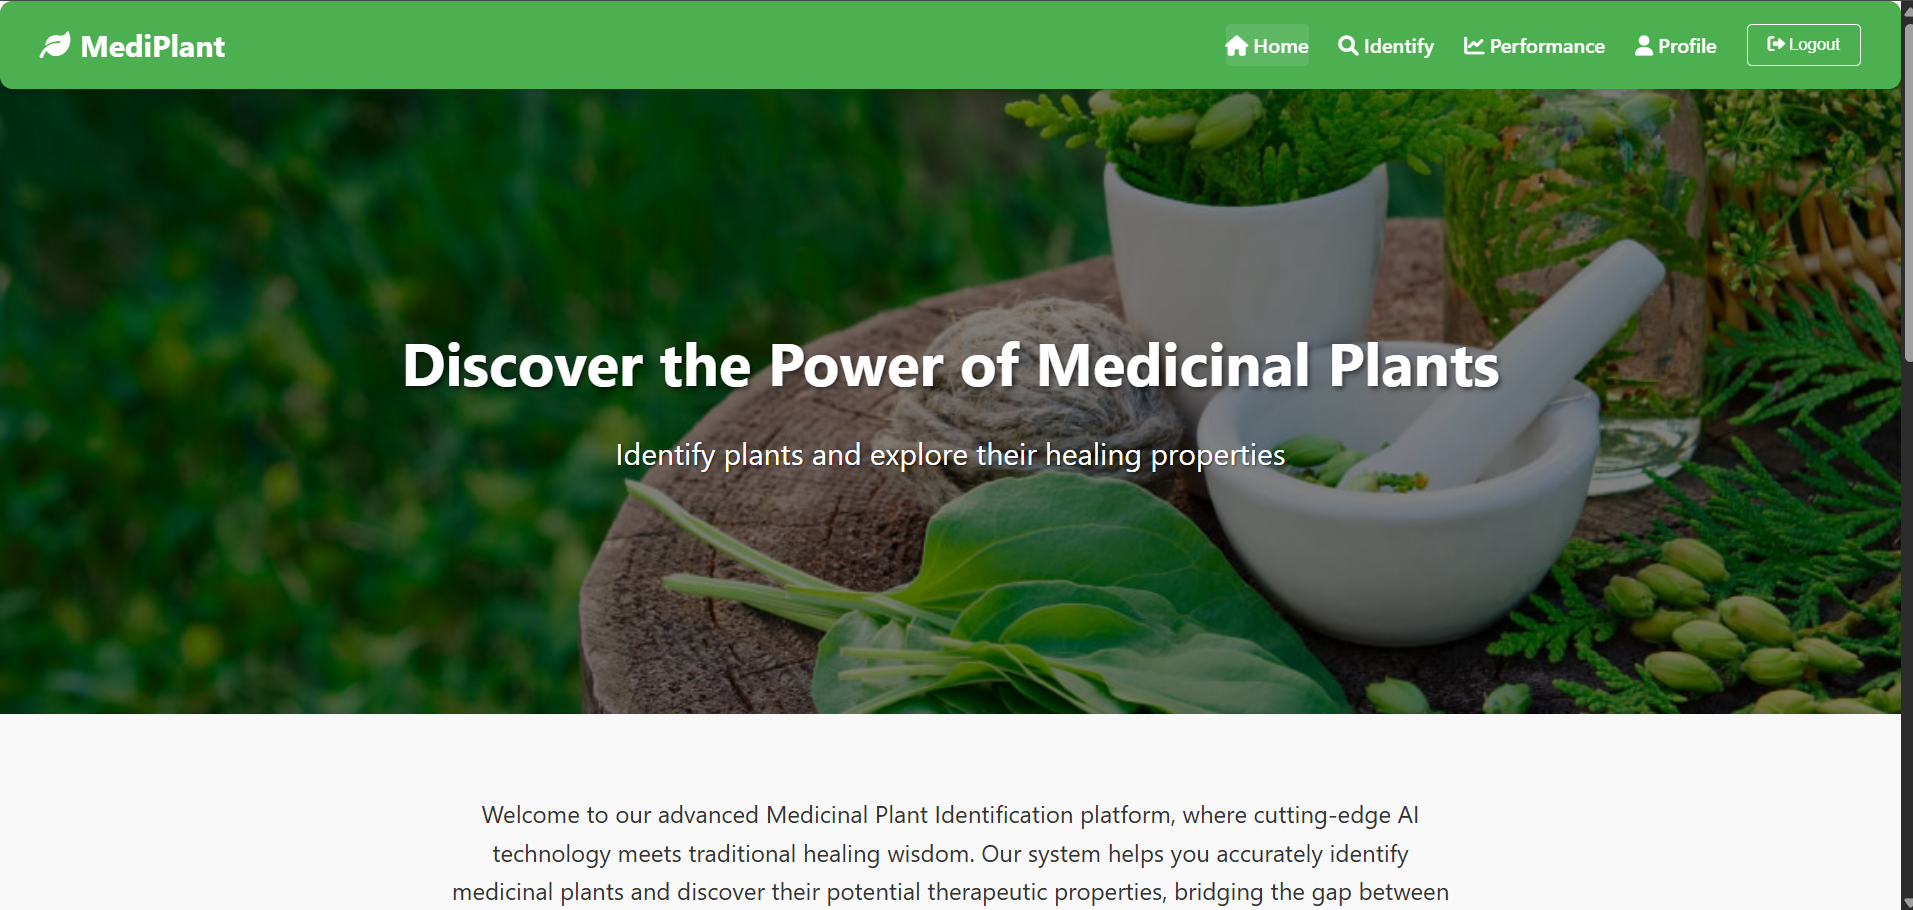 MediPlant
Home Identify Performance Profile Logout
Discover the Power of Medicinal Plants
Identify plants and explore their healing properties
Welcome to our advanced Medicinal Plant Identification platform, where cutting-edge AI
technology meets traditional healing wisdom. Our system helps you accurately identify
medicinal plants and discover their potential therapeutic properties, bridging the gap between